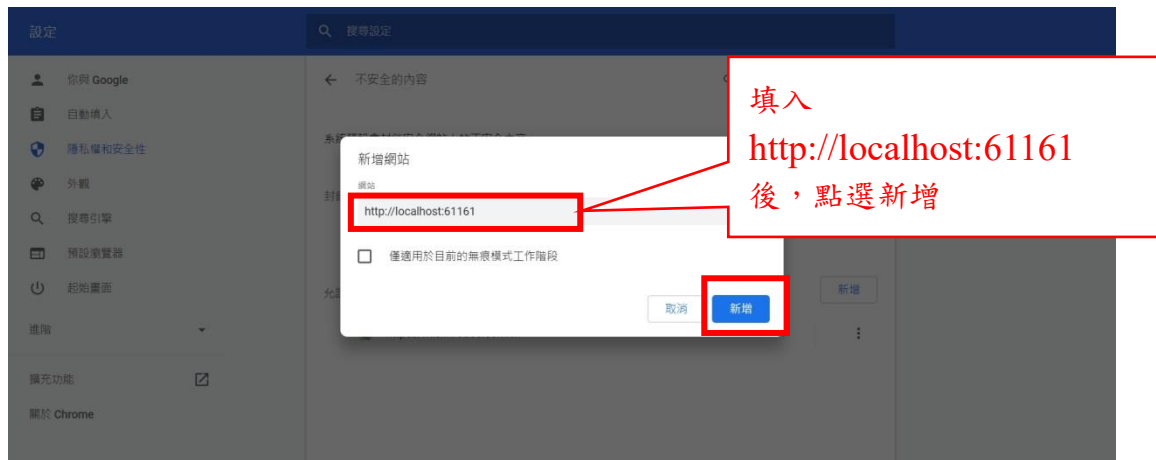 設定
搜尋設定
你與 Google
不安全的內容
自動填入
隱私權和安全性
外觀
搜尋引擎
預設瀏覽器
起始畫面
進階
擴充功能
關於 Chrome
新增網站
網站
http://localhost:61161
僅適用於目前的無痕模式工作階段
取消
新增
新增
填入
http://localhost:61161
後，點選新增